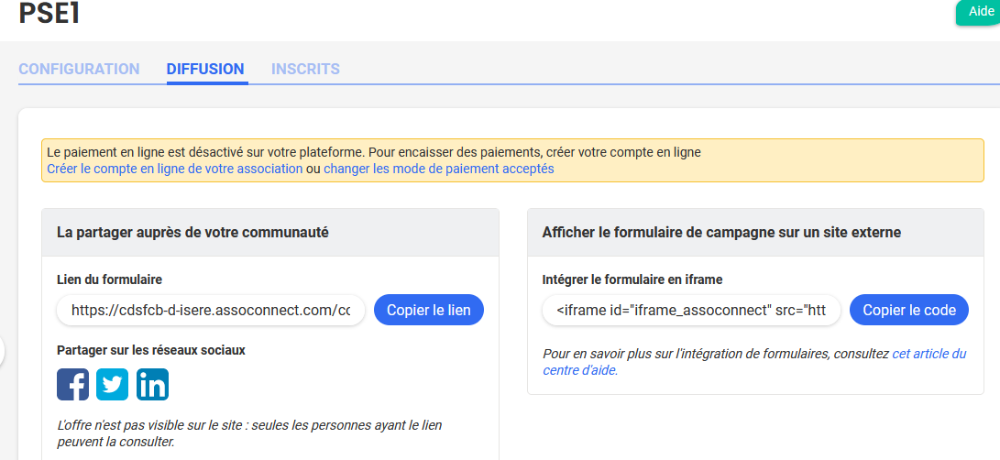 PSE1
Aide
CONFIGURATION DIFFUSION INSCRITS
Le paiement en ligne est désactivé sur votre plateforme. Pour encaisser des paiements, créer votre compte en ligne
Créer le compte en ligne de votre association ou changer les mode de paiement acceptés
La partager auprès de votre communauté
Lien du formulaire
https://cdsfcb-d-isere.assoconnect.com/cc
Copier le lien
Partager sur les réseaux sociaux
L'offre n'est pas visible sur le site : seules les personnes ayant le lien
peuvent la consulter.
Afficher le formulaire de campagne sur un site externe
Intégrer le formulaire en iframe
<iframe id="iframe_assoconnect" src="htt
Copier le code
Pour en savoir plus sur l'intégration de formulaires, consultez cet article du
centre d'aide.